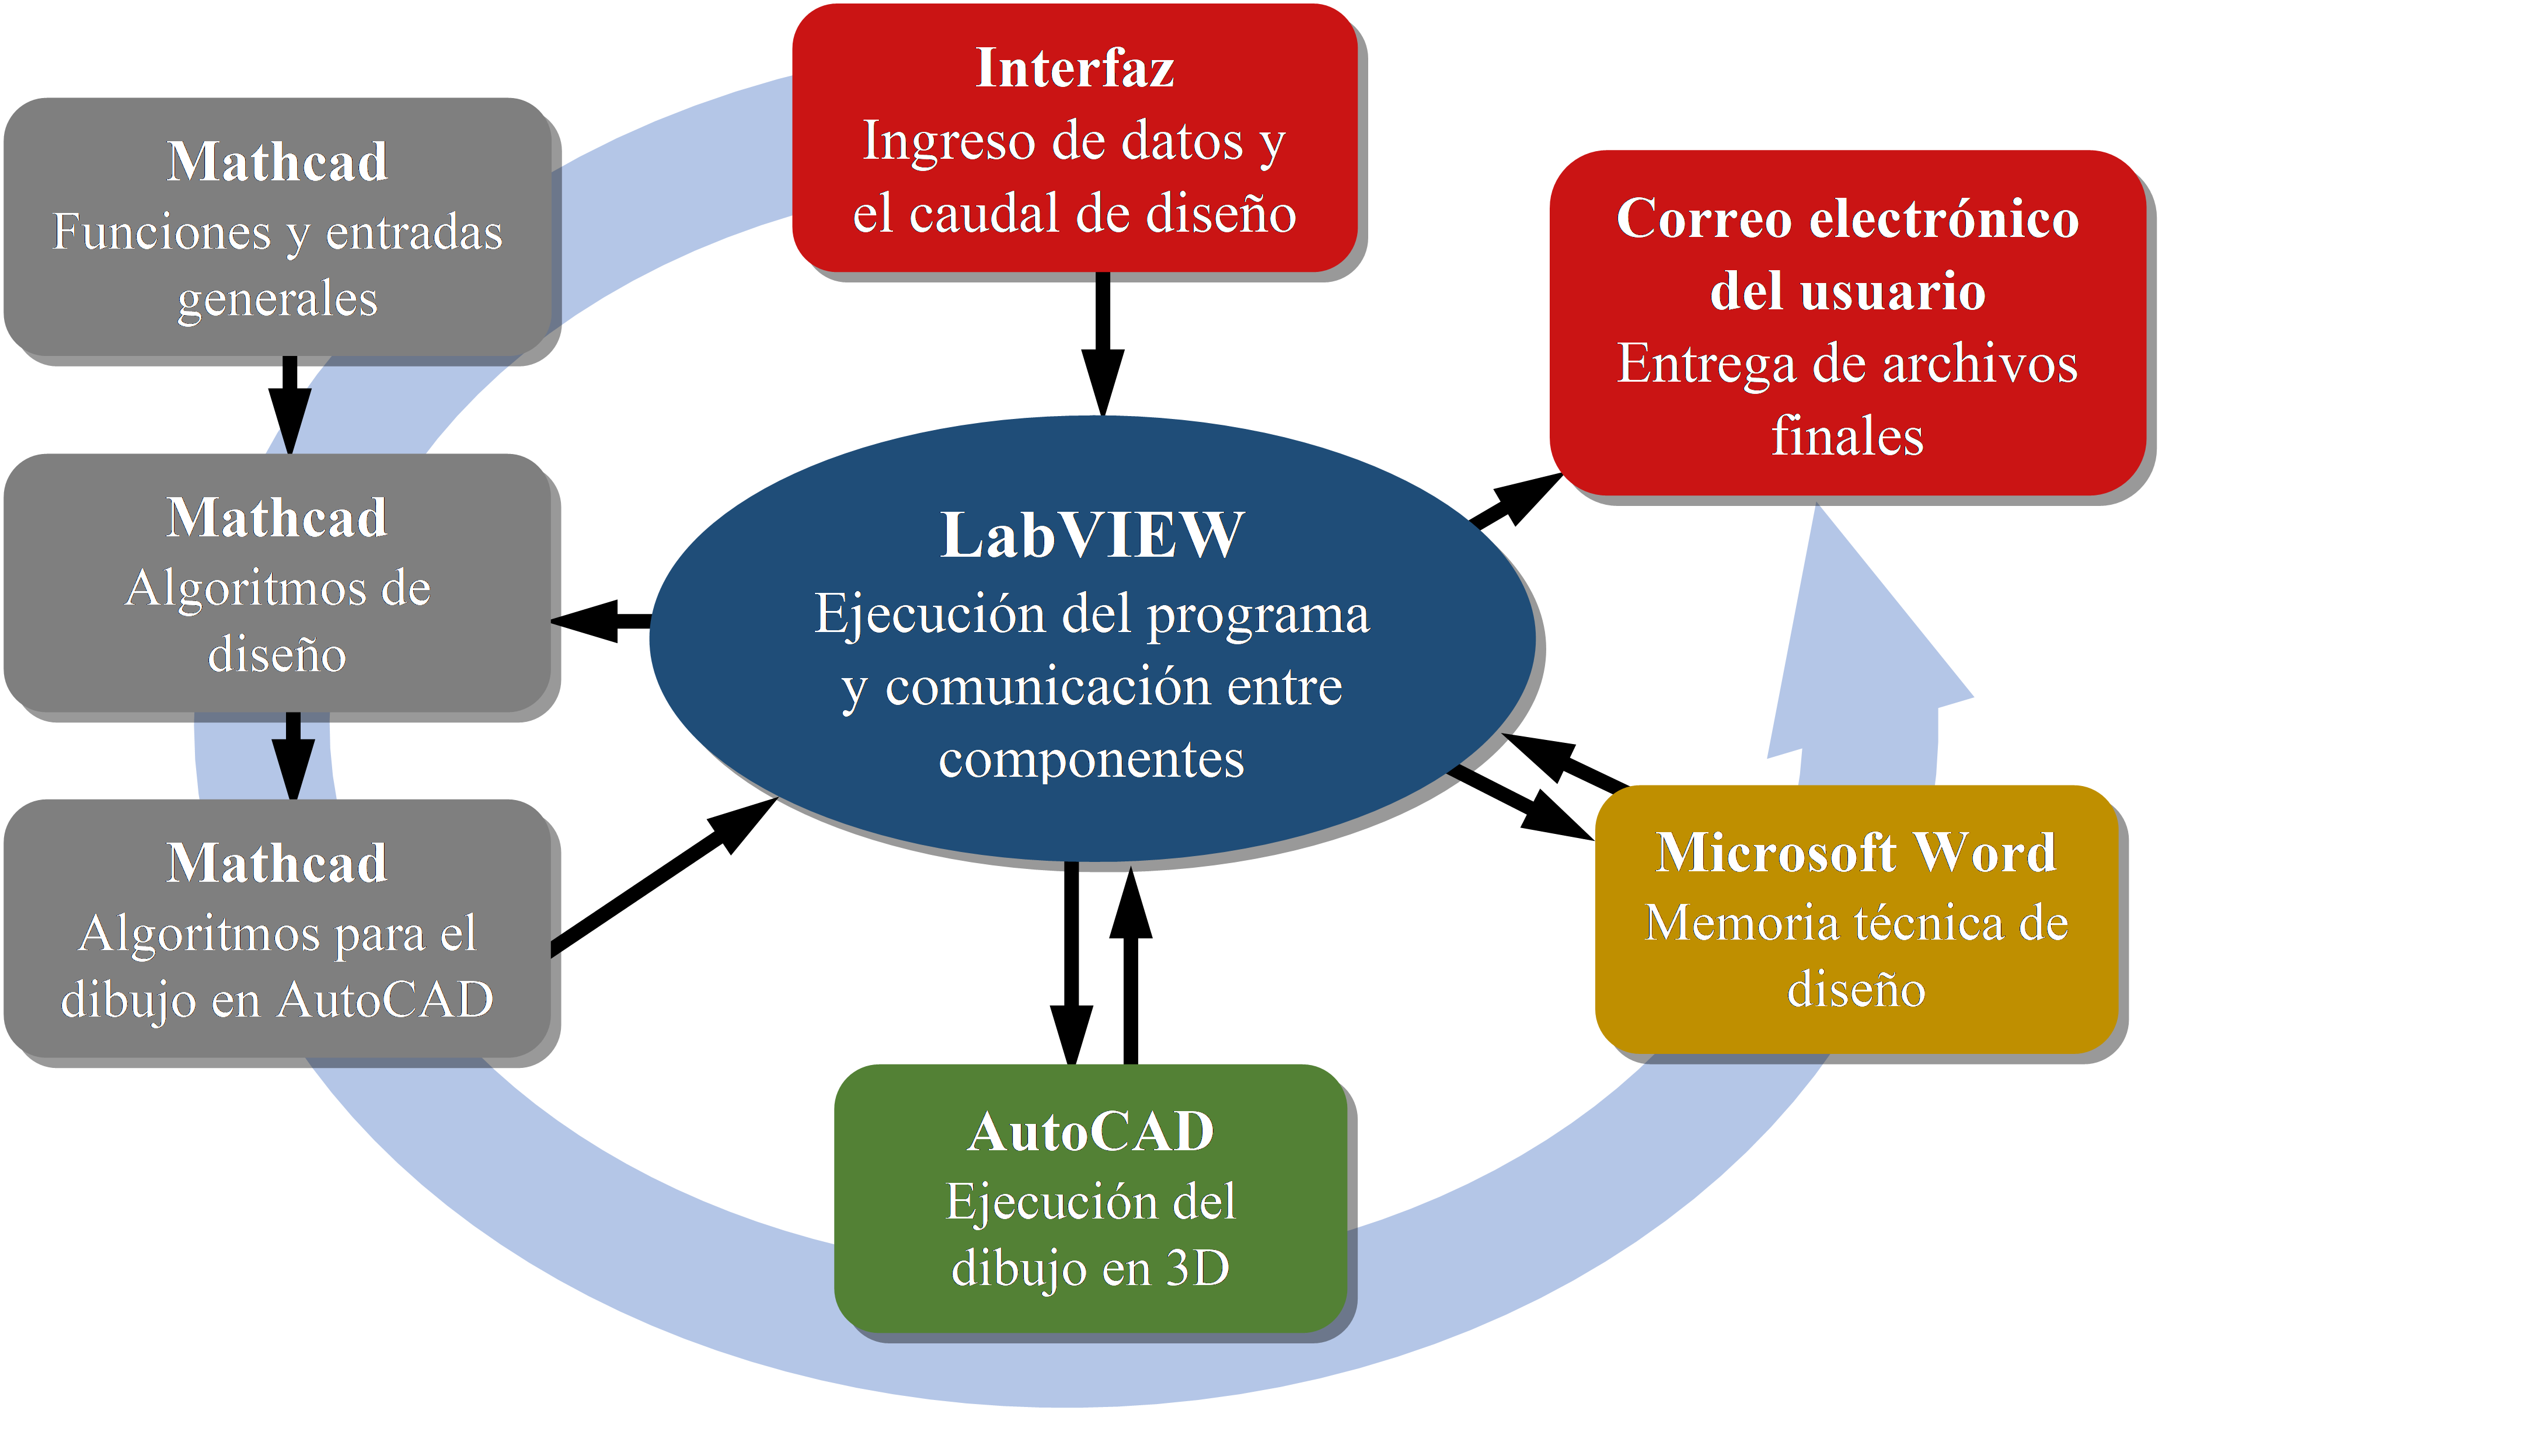 Interfaz
Ingreso de datos y
el caudal de diseño
Mathcad
Funciones y entradas
generales
Correo electrónico
del usuario
Entrega de archivos
finales
Mathcad
Algoritmos de
diseño
LabVIEW
Ejecución del programa
y comunicación entre
componentes
Mathcad
Algoritmos para el
dibujo en AutoCAD
Microsoft Word
Memoria técnica de
diseño
AutoCAD
Ejecución del
dibujo en 3D